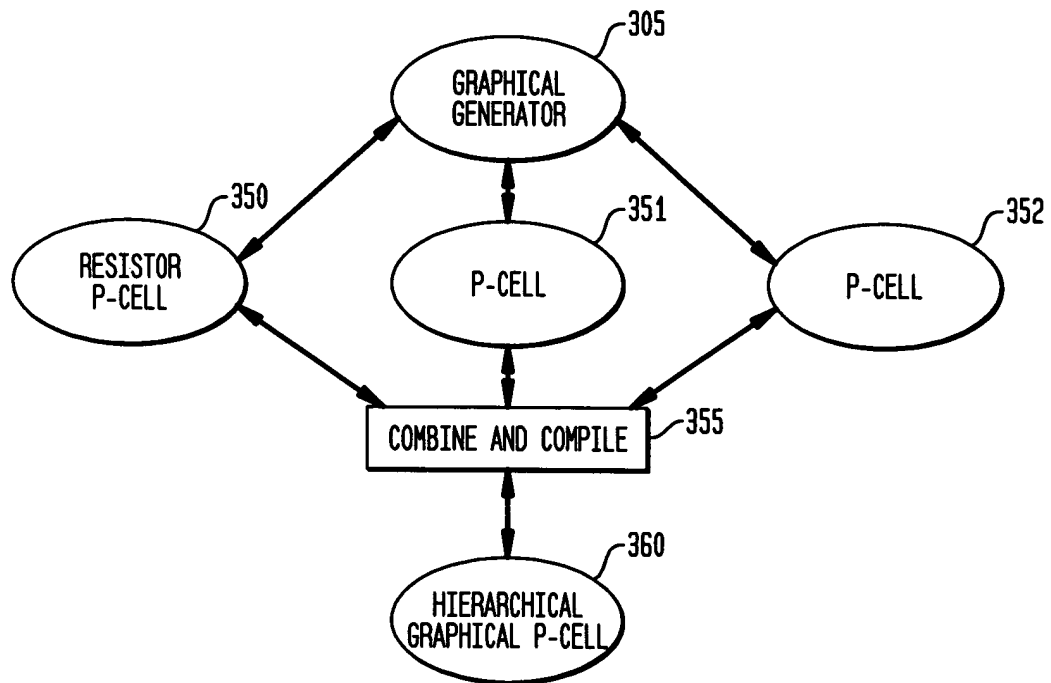 305
GRAPHICAL
GENERATOR
350
RESISTOR
P-CELL
351
P-CELL
352
P-CELL
COMBINE AND COMPILE
355
360
HIERARCHICAL
GRAPHICAL P-CELL